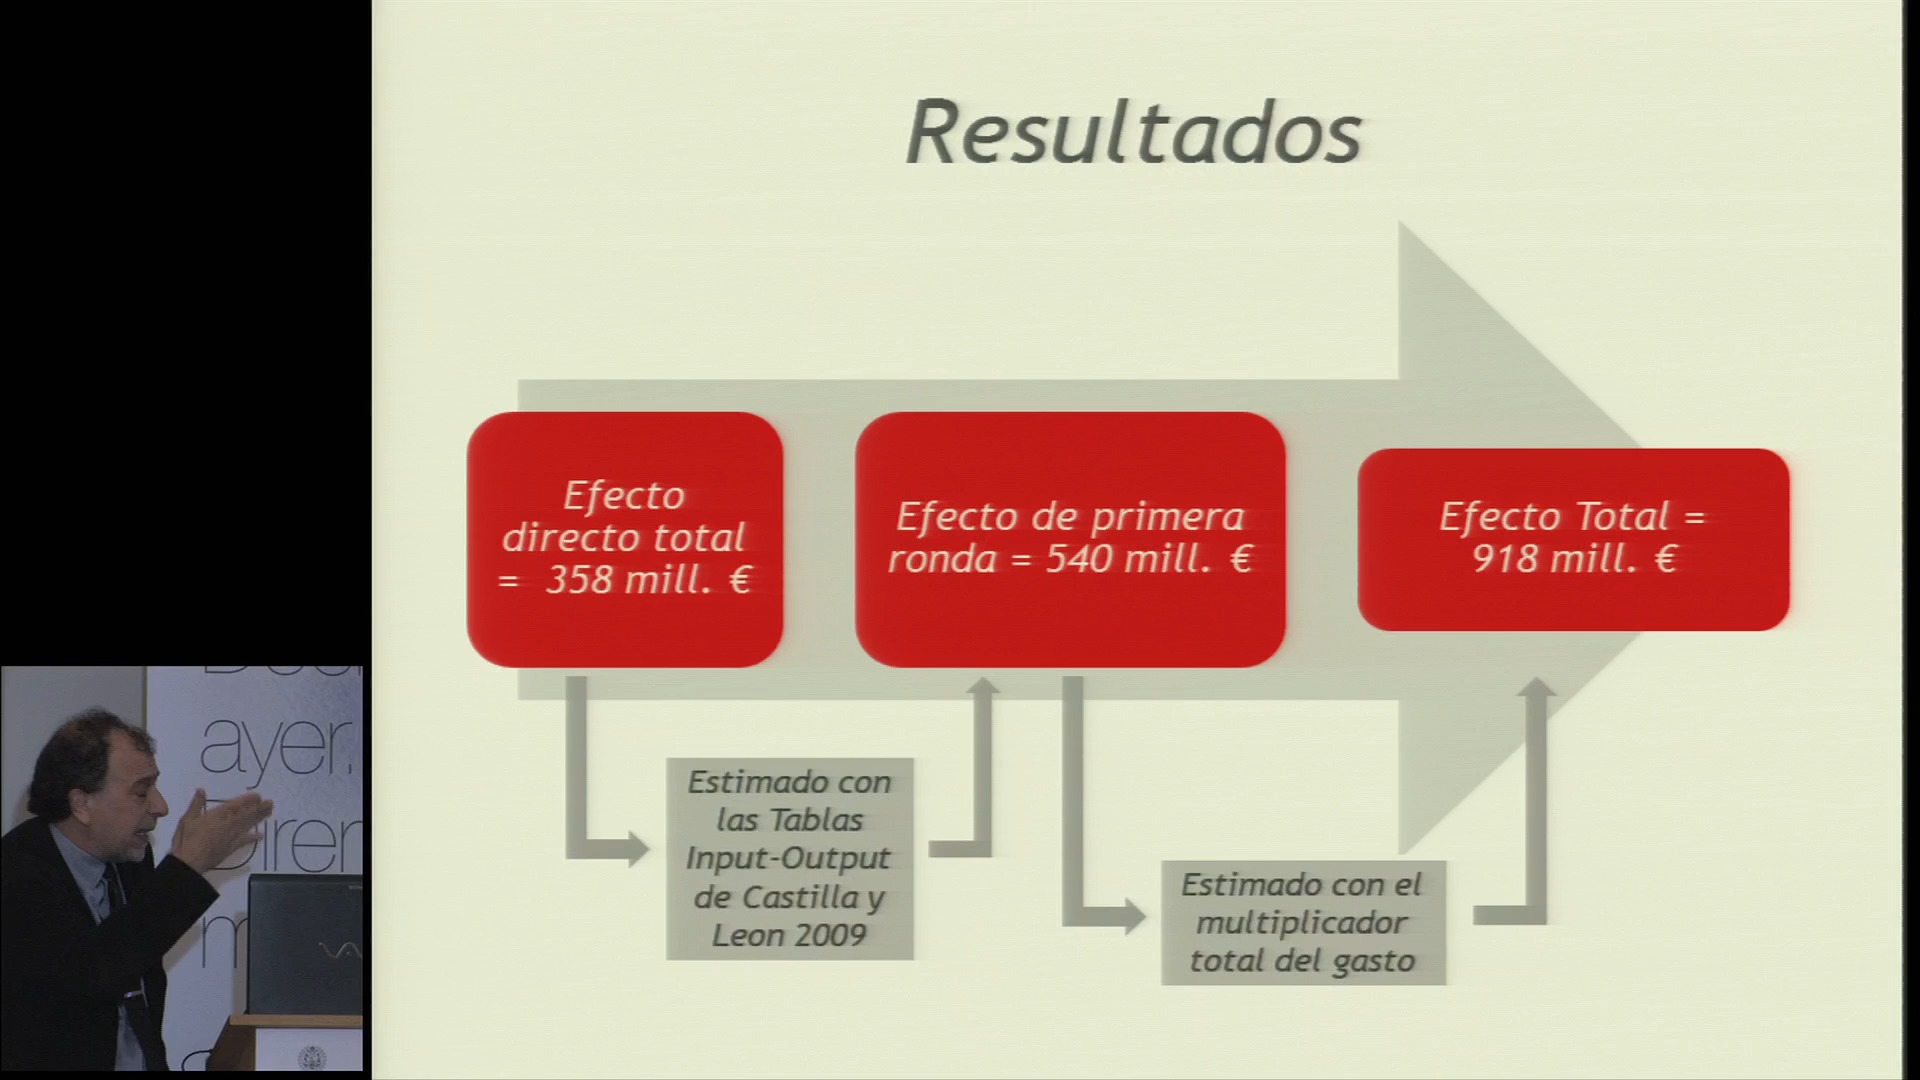 Resultados
Efecto
directo total
= 358 mill. €
Efecto de primera
ronda = 540 mill. €
Efecto Total =
918 mill. €
Estimado con
las Tablas
Input-Output
de Castilla y
Leon 2009
Estimado con el
multiplicador
total del gasto
ayer.